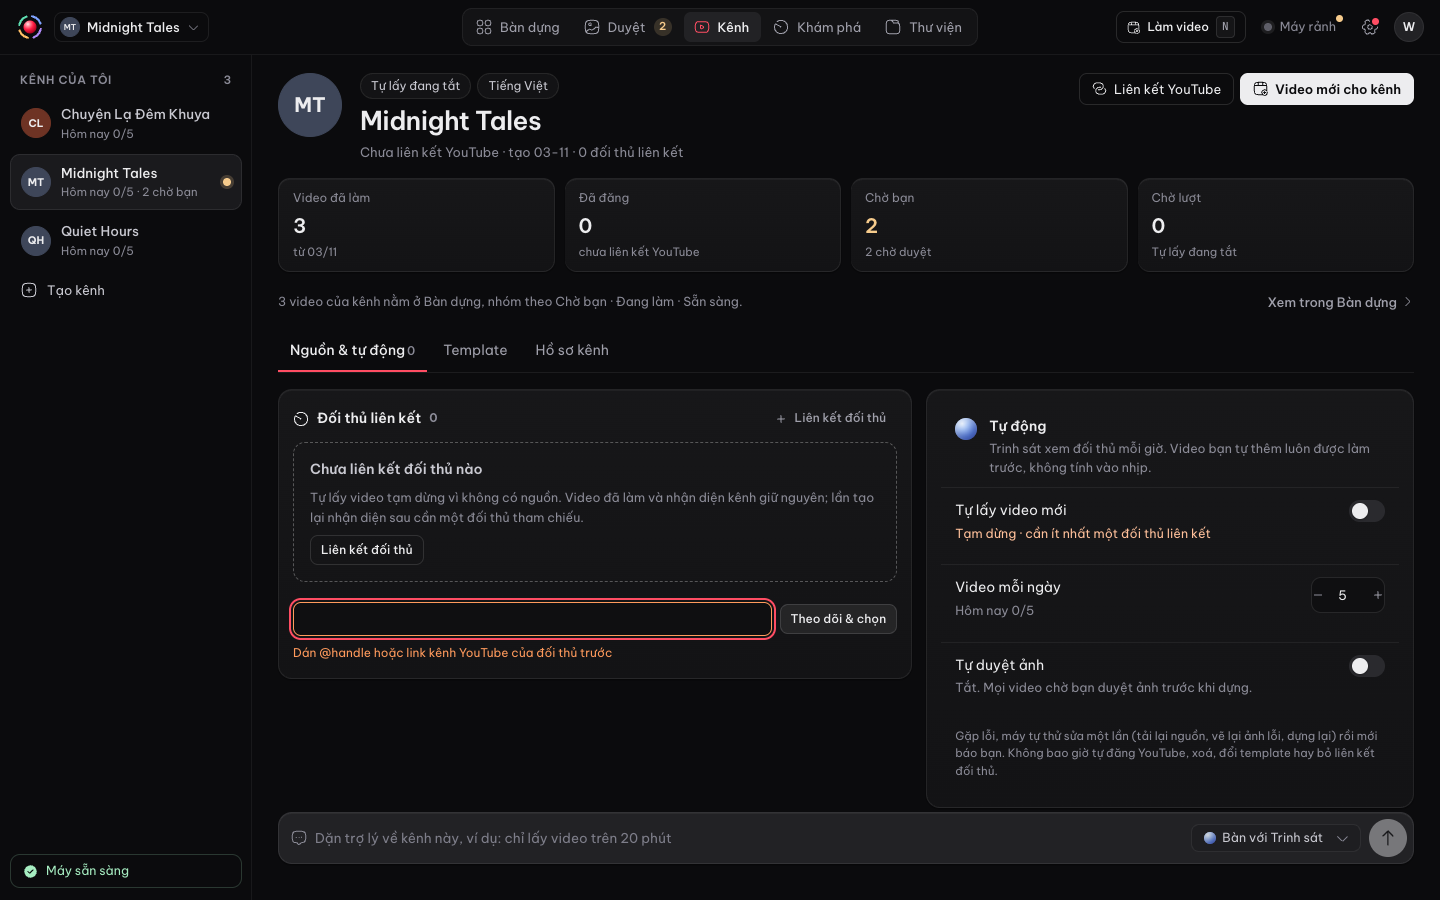 MT Midnight Tales
Bàn dựng
Duyệt 2
Kênh
Khám phá
Thư viện
Làm video N
Máy rảnh
W
KÊNH CỦA TÔI 3
CL
Chuyện Lạ Đêm Khuya
Hôm nay 0/5
MT
Midnight Tales
Hôm nay 0/5 · 2 chờ bạn
QH
Quiet Hours
Hôm nay 0/5
Tạo kênh
Máy sẵn sàng
MT
Tự lấy đang tắt
Tiếng Việt
Midnight Tales
Chưa liên kết YouTube · tạo 03-11 · 0 đối thủ liên kết
Liên kết YouTube
Video mới cho kênh
Video đã làm
3
từ 03/11
Đã đăng
0
chưa liên kết YouTube
Chờ bạn
2
2 chờ duyệt
Chờ lượt
0
Tự lấy đang tắt
3 video của kênh nằm ở Bàn dựng, nhóm theo Chờ bạn · Đang làm · Sẵn sàng.
Xem trong Bàn dựng
Nguồn & tự động 0
Template
Hồ sơ kênh
Đối thủ liên kết 0
+ Liên kết đối thủ
Chưa liên kết đối thủ nào
Tự lấy video tạm dừng vì không có nguồn. Video đã làm và nhận diện kênh giữ nguyên; lần tạo
lại nhận diện sau cần một đối thủ tham chiếu.
Liên kết đối thủ
Theo dõi & chọn
Dán @handle hoặc link kênh YouTube của đối thủ trước
Tự động
Trinh sát xem đối thủ mỗi giờ. Video bạn tự thêm luôn được làm
trước, không tính vào nhịp.
Tự lấy video mới
Tạm dừng · cần ít nhất một đối thủ liên kết
Video mỗi ngày
Hôm nay 0/5
− 5 +
Tự duyệt ảnh
Tắt. Mọi video chờ bạn duyệt ảnh trước khi dựng.
Gặp lỗi, máy tự thử sửa một lần (tải lại nguồn, vẽ lại ảnh lỗi, dựng lại) rồi mới
báo bạn. Không bao giờ tự đăng YouTube, xoá, đổi template hay bỏ liên kết
đối thủ.
Dặn trợ lý về kênh này, ví dụ: chỉ lấy video trên 20 phút
Bàn với Trinh sát